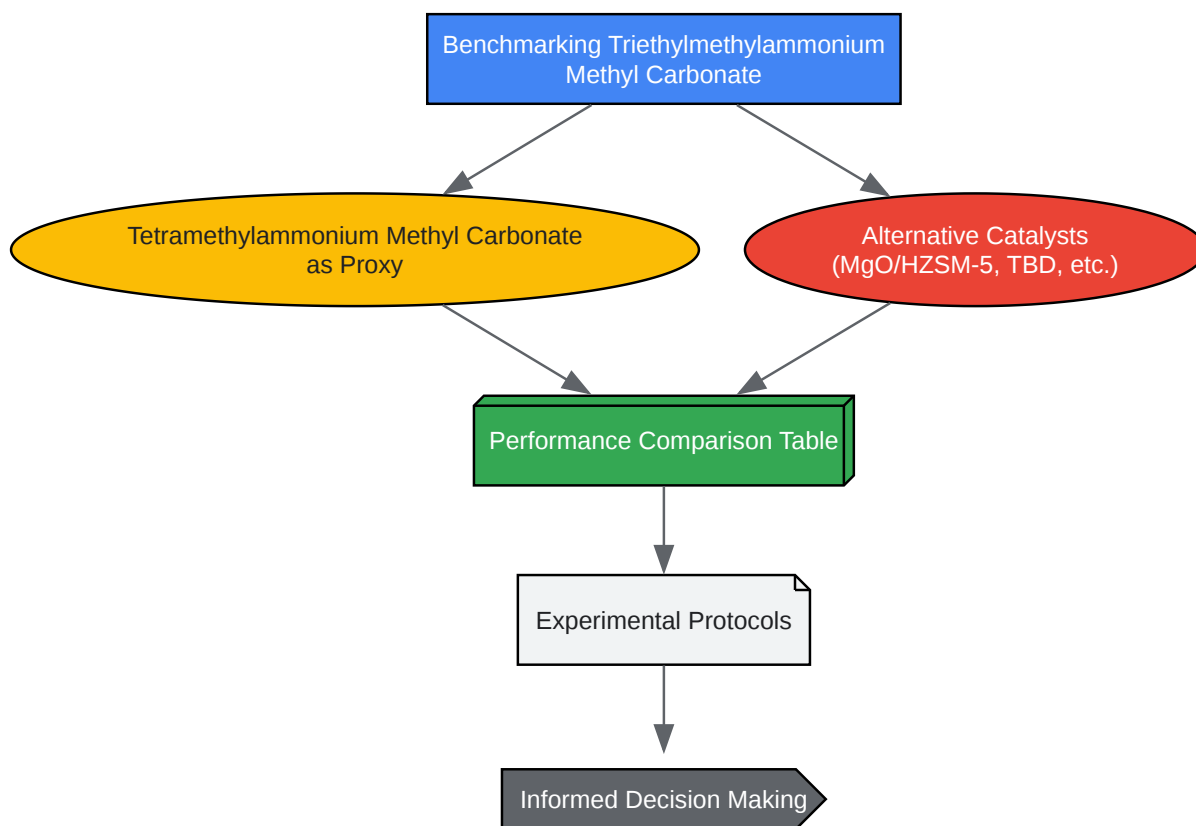 Benchmarking Triethylmethylammonium
Methyl Carbonate
Tetramethylammonium Methyl Carbonate
as Proxy
Alternative Catalysts
(MgO/HZSM-5, TBD, etc.)
Performance Comparison Table
Experimental Protocols
Informed Decision Making